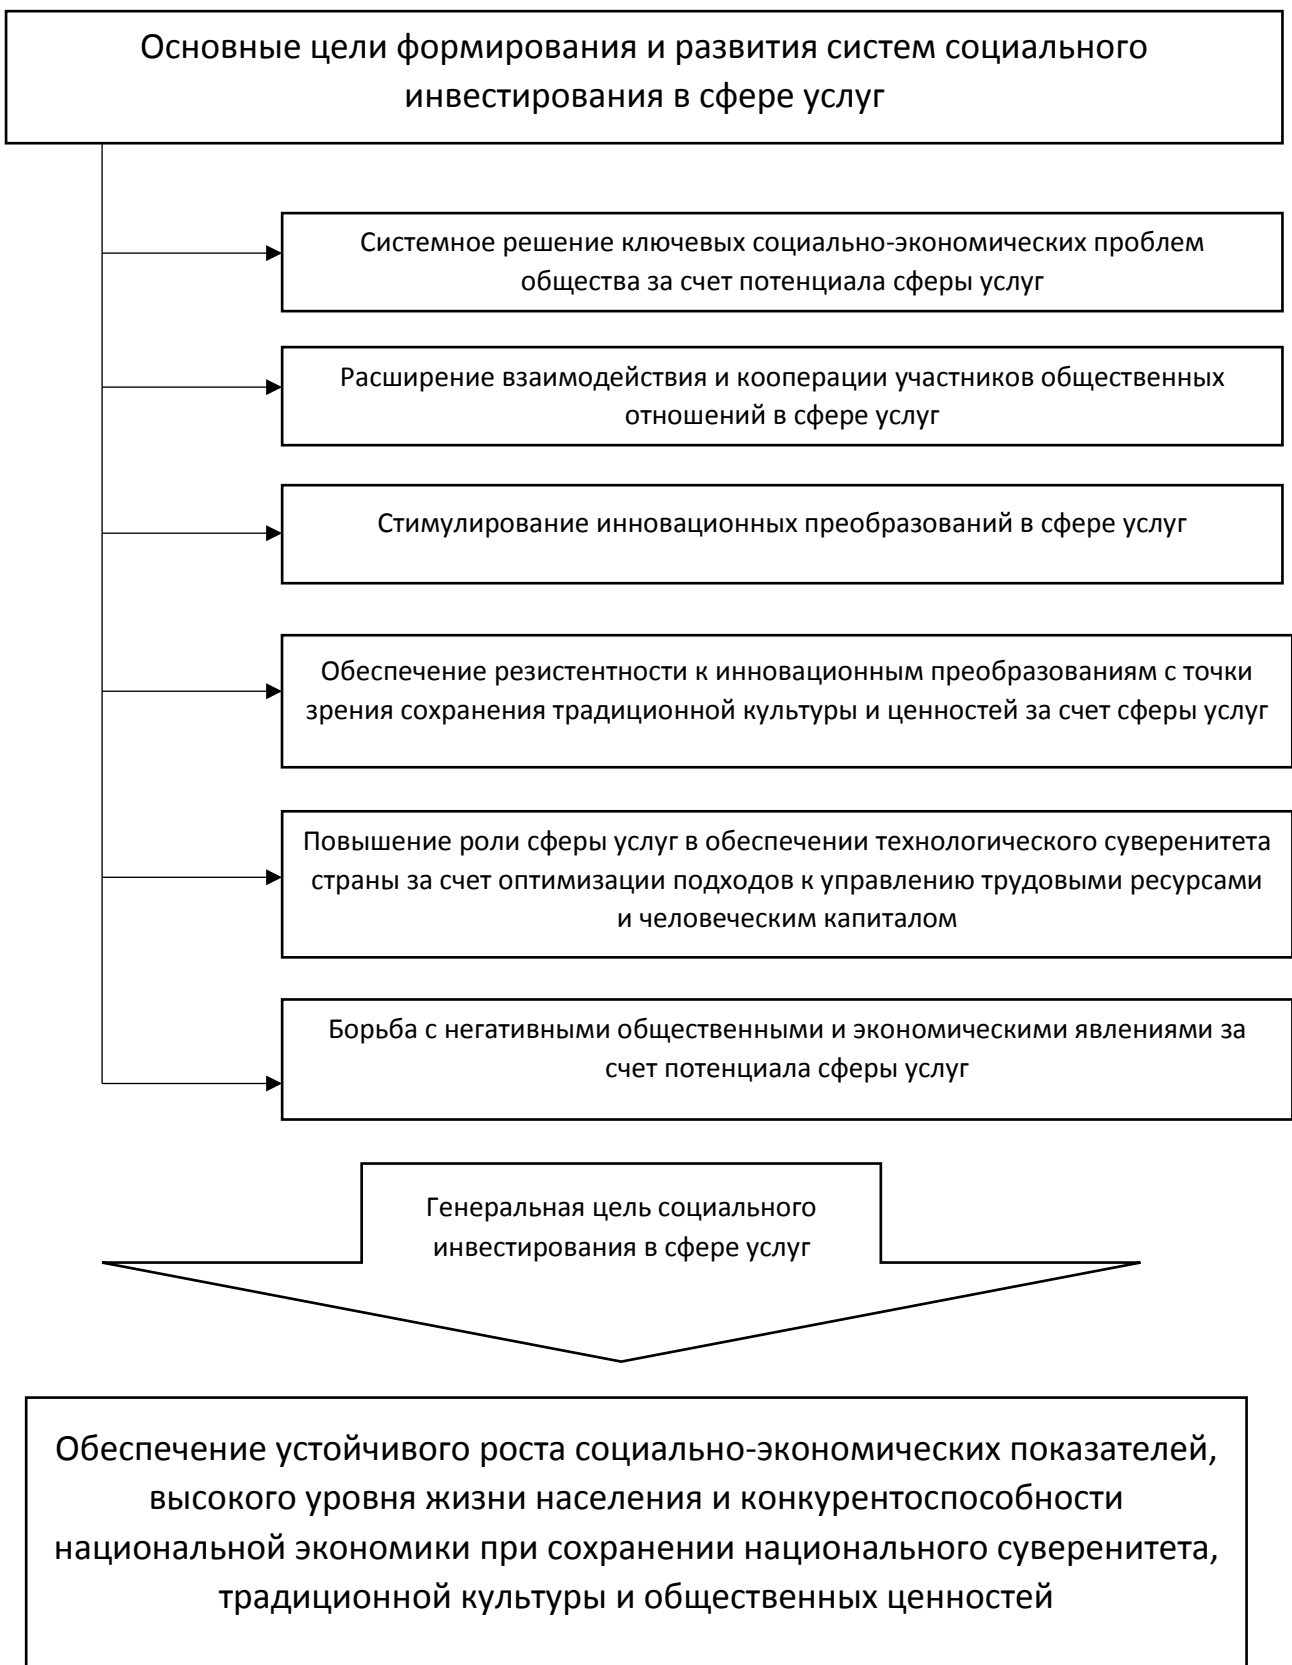 Основные цели формирования и развития систем социального
инвестирования в сфере услуг
Системное решение ключевых социально-экономических проблем
общества за счет потенциала сферы услуг
Расширение взаимодействия и кооперации участников общественных
отношений в сфере услуг
Стимулирование инновационных преобразований в сфере услуг
Обеспечение резистентности к инновационным преобразованиям с точки
зрения сохранения традиционной культуры и ценностей за счет сферы услуг
Повышение роли сферы услуг в обеспечении технологического суверенитета
страны за счет оптимизации подходов к управлению трудовыми ресурсами
и человеческим капиталом
Борьба с негативными общественными и экономическими явлениями за
счет потенциала сферы услуг
Генеральная цель социального
инвестирования в сфере услуг
Обеспечение устойчивого роста социально-экономических показателей,
высокого уровня жизни населения и конкурентоспособности
национальной экономики при сохранении национального суверенитета,
традиционной культуры и общественных ценностей